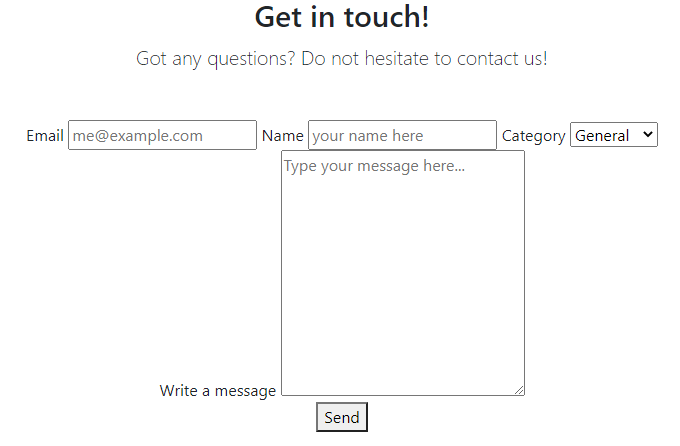 Get in touch!
Got any questions? Do not hesitate to contact us!
Email me@example.com Name your name here Category General
Type your message here...
Write a message
Send